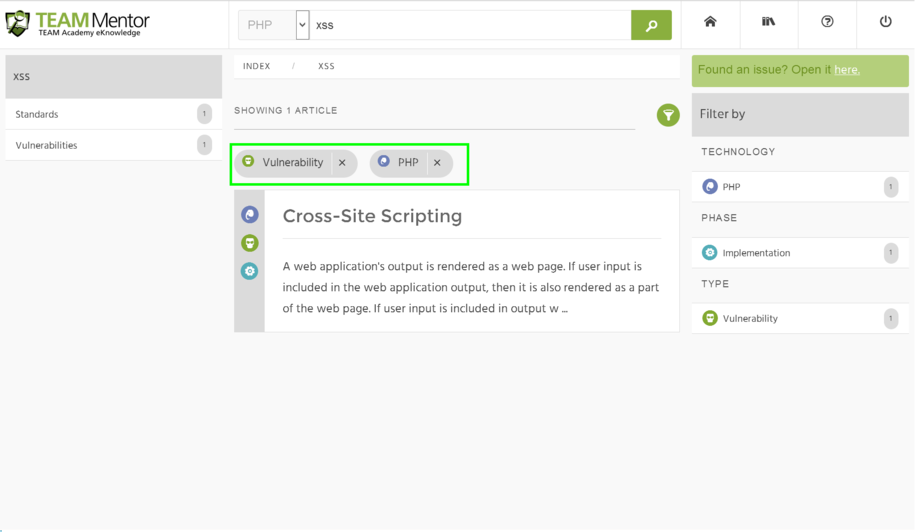 TEAM Mentor
TEAM Academy eKnowledge
PHP
xss
XSS
Standards 1
Vulnerabilities 1
INDEX / XSS
SHOWING 1 ARTICLE
Vulnerability ×
PHP ×
Cross-Site Scripting
A web application's output is rendered as a web page. If user input is
included in the web application output, then it is also rendered as a part
of the web page. If user input is included in output w ...
Found an issue? Open it here.
Filter by
TECHNOLOGY
PHP 1
PHASE
Implementation 1
TYPE
Vulnerability 1